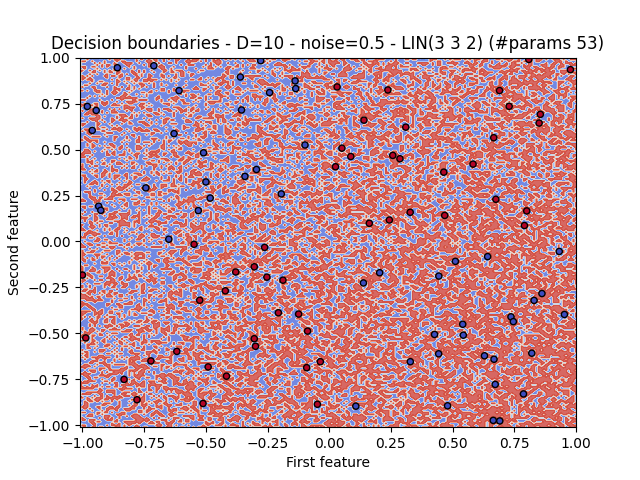 Decision boundaries - D=10 - noise=0.5 - LIN(3 3 2) (#params 53)
1.00
0.75
0.50
0.25
0.00
−0.25
−0.50
−0.75
−1.00
Second feature
−1.00 −0.75 −0.50 −0.25 0.00 0.25 0.50 0.75 1.00
First feature